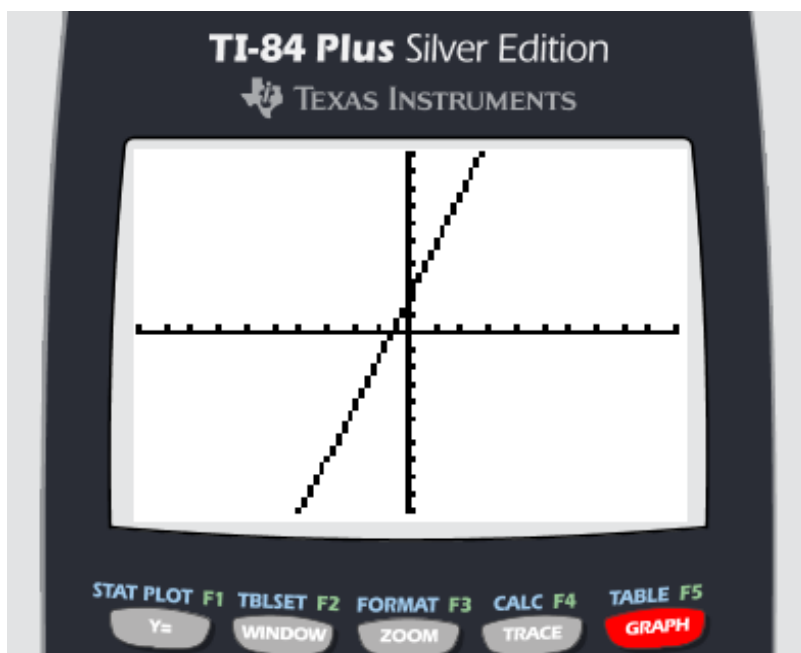 TI-84 Plus Silver Edition
TEXAS INSTRUMENTS
STAT PLOT F1 TBLSET F2 FORMAT F3 CALC F4 TABLE F5
Y= WINDOW ZOOM TRACE GRAPH